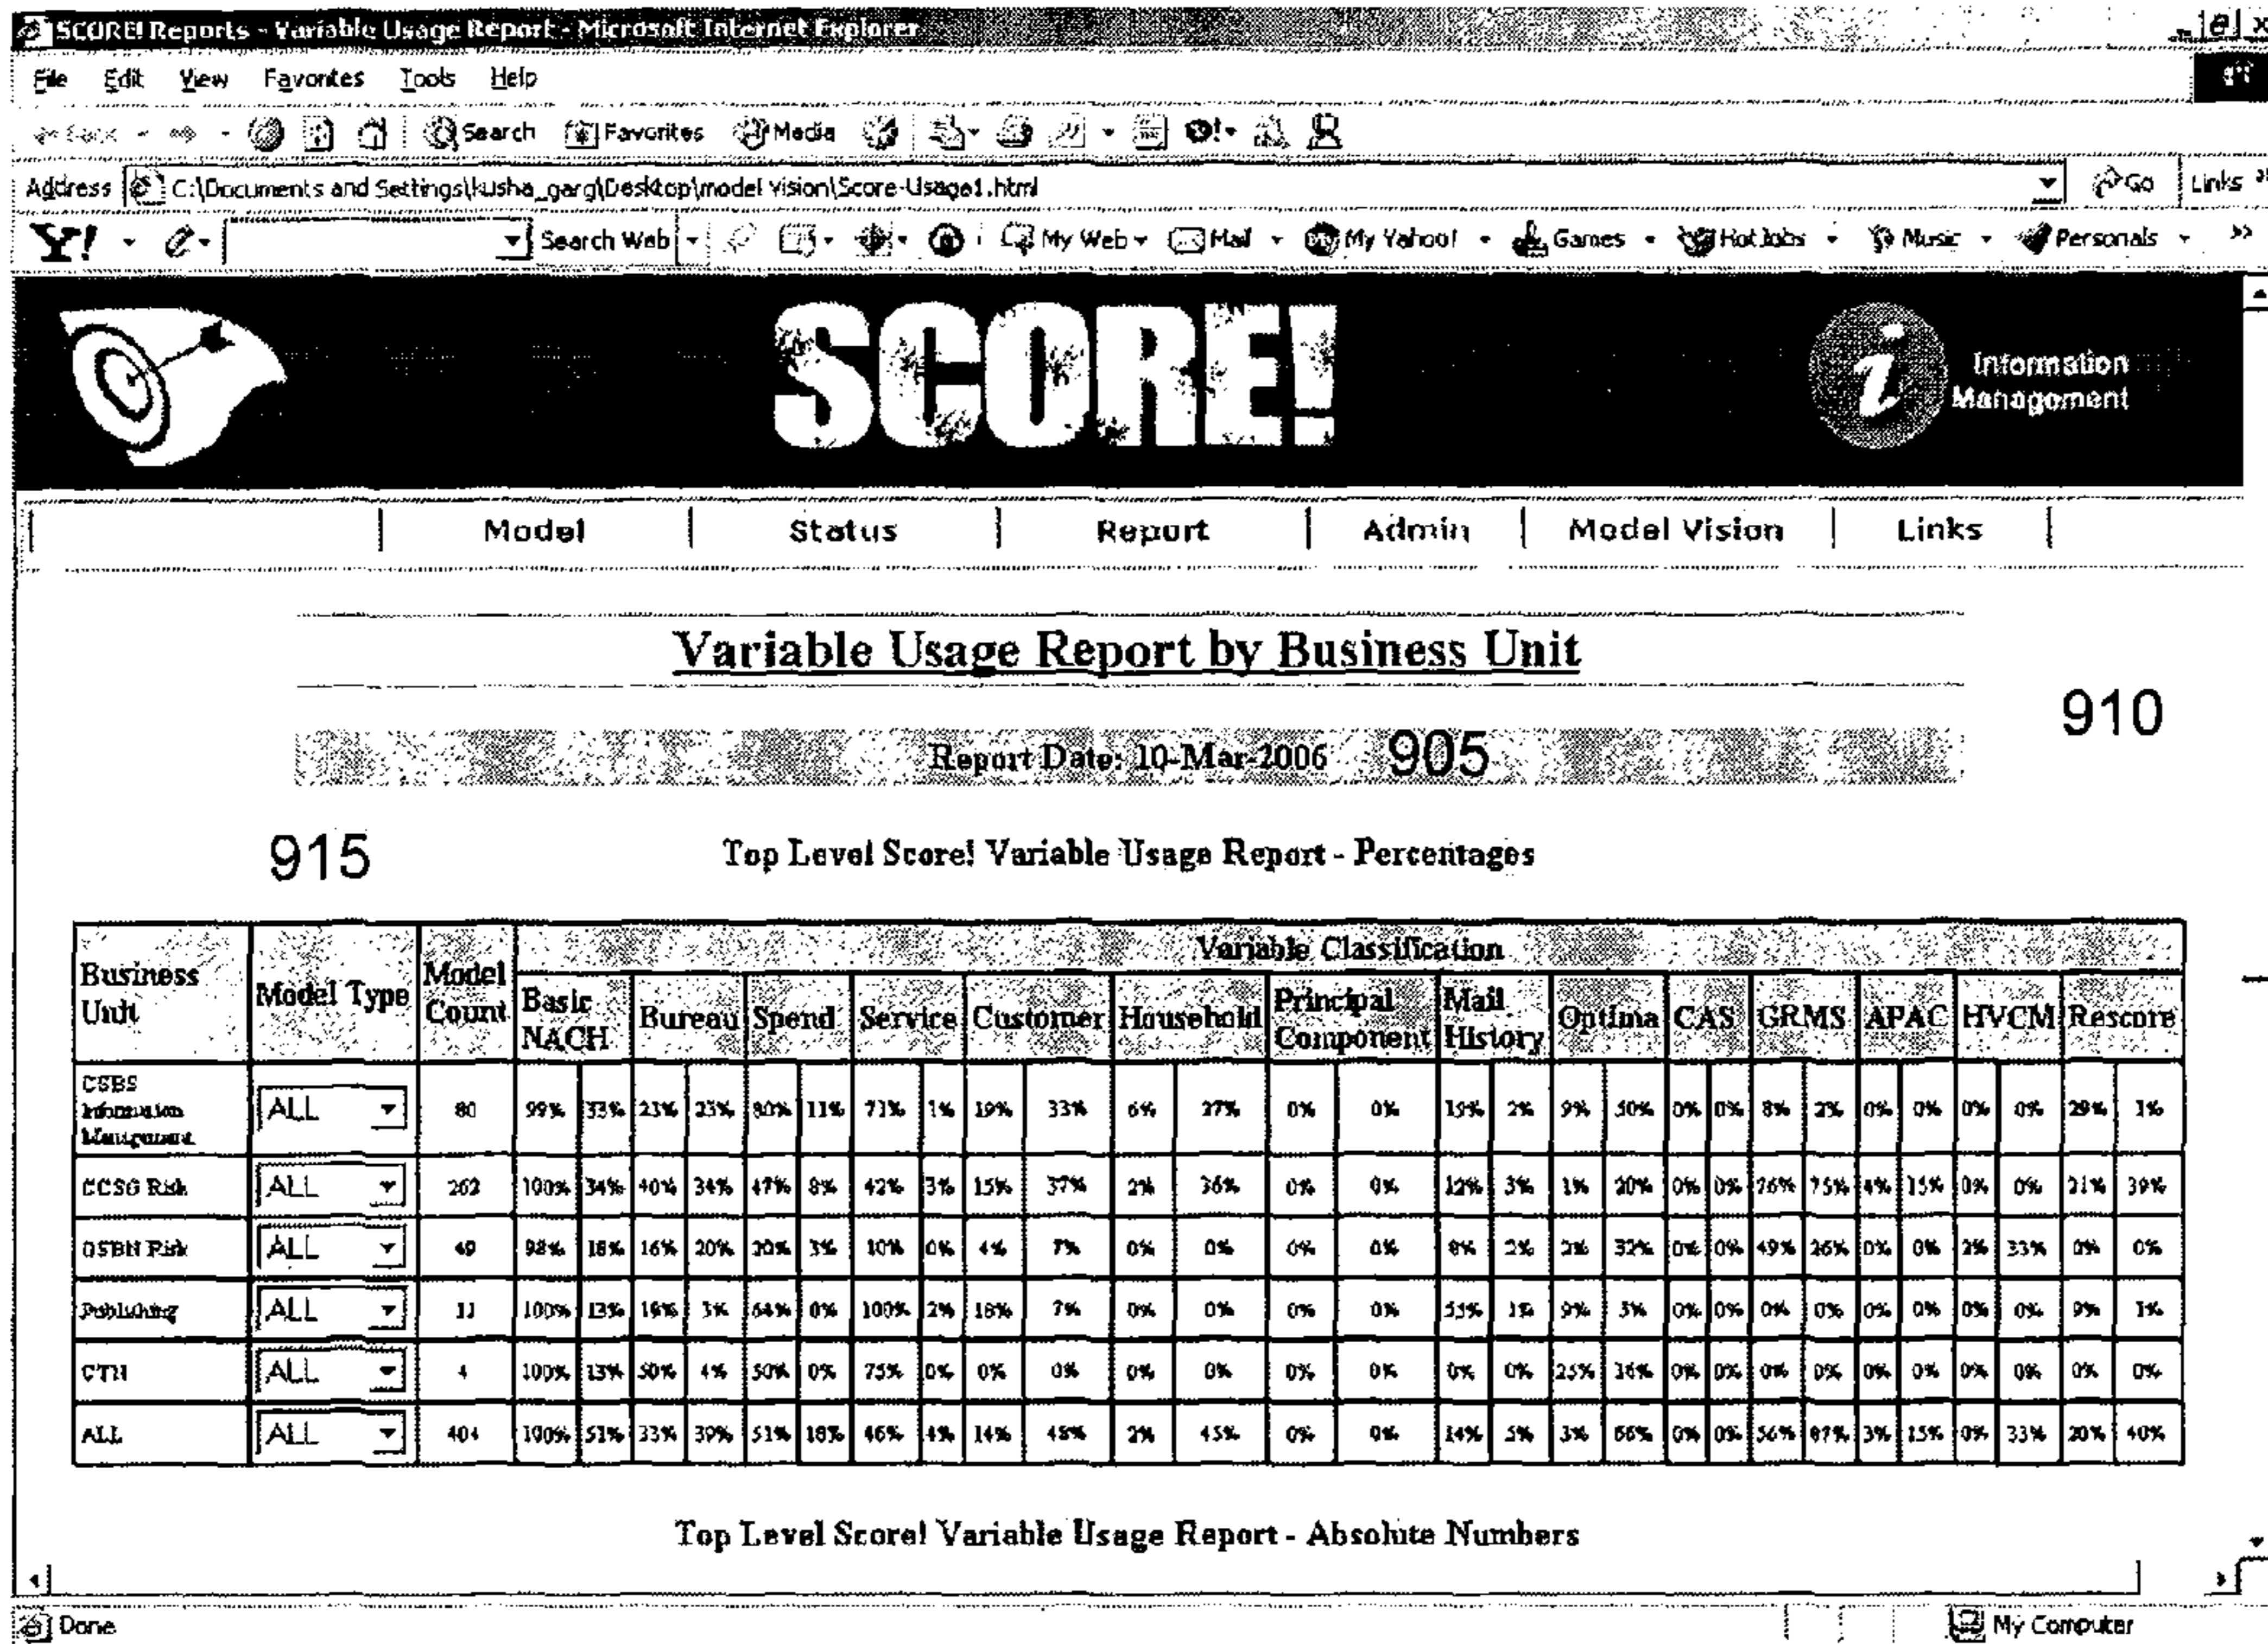 SCORE! Reports - Variable Usage Report - Microsoft Internet Explorer
File Edit View Favorites Tools Help
Back Search Favorites Media
Address C:\Documents and Settings\kusha_garg\Desktop\model vision\Score-Usage1.html Go Links
Y! Search Web My Web Mail My Yahoo! Games HotJobs Music Personals
SCORE!
i Information
Management
Model Status Report Admin Model Vision Links
Variable Usage Report by Business Unit
910
Report Date: 10-Mar-2006 905
915 Top Level Score! Variable Usage Report - Percentages
Business Unit Model Type Model Count Variable Classification
Basic NACH Bureau Spend Service Customer Household Principal Component Mail History Optima CAS GRMS APAC HVCM Rescore
CSBS Information Management ALL 80 99% 33% 23% 23% 80% 11% 1% 19% 33% 6% 27% 0% 0% 2% 9% 0% 0% 8% 2% 0% 0% 0% 0% 29% 1%
CCSG Risk ALL 262 100% 34% 40% 34% 47% 8% 42% 3% 15% 37% 2% 36% 0% 0% 12% 3% 1% 20% 0% 0% 75% 4% 15% 0% 0% 21% 39%
Risk ALL 49 98% 18% 16% 20% 20% 3% 10% 0% 4% 7% 0% 0% 0% 0% 8% 2% 2% 32% 0% 0% 49% 26% 0% 0% 2% 33% 0% 0%
Publishing ALL 11 100% 13% 64% 0% 100% 2% 18% 7% 0% 0% 0% 0% 1% 9% 0% 0% 0% 0% 0% 0% 0% 0% 9% 1%
ALL 4 100% 13% 50% 4% 50% 0% 75% 0% 0% 0% 0% 0% 0% 0% 0% 0% 25% 16% 0% 0% 0% 0% 0% 0% 0% 0% 0% 0%
ALL ALL 404 100% 51% 33% 39% 51% 18% 46% 4% 14% 48% 2% 45% 0% 0% 14% 5% 3% 66% 0% 0% 87% 3% 15% 0% 33% 20% 40%
Top Level Score! Variable Usage Report - Absolute Numbers
Done My Computer